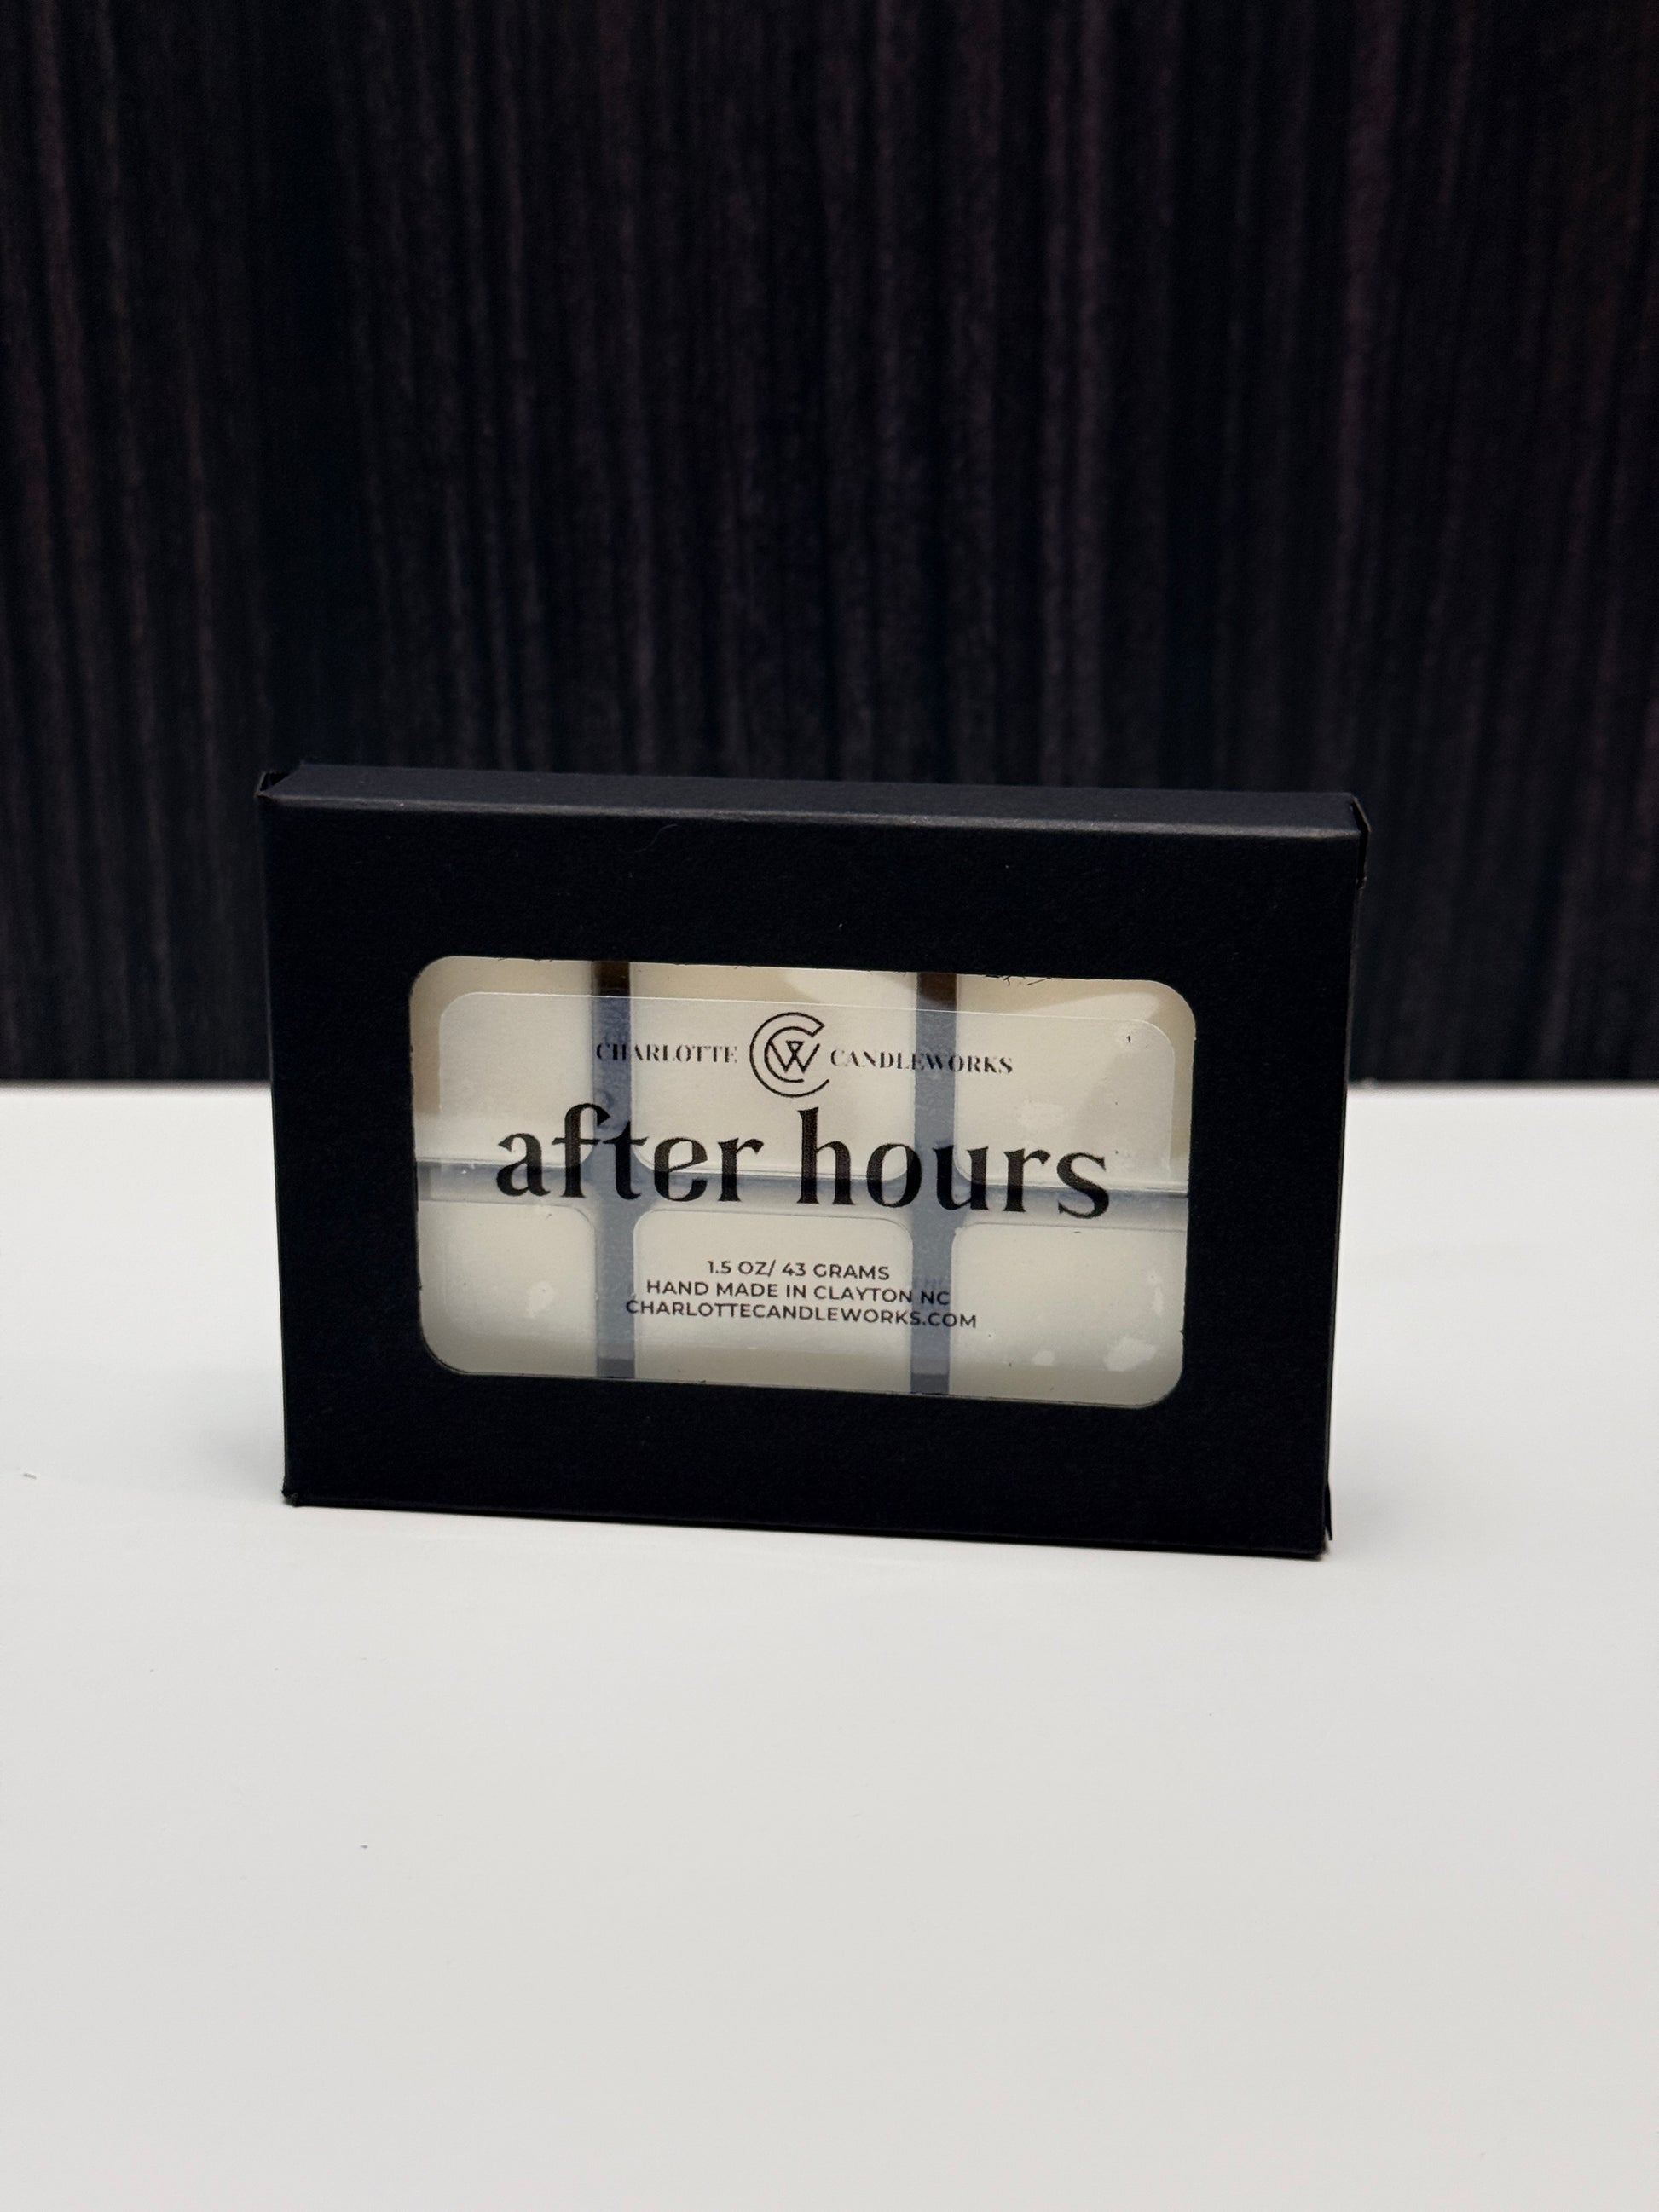 CHARLOTTE CW CANDLEWORKS
after hours
1.5 OZ/ 43 GRAMS
HAND MADE IN CLAYTON NC
CHARLOTTECANDLEWORKS.COM